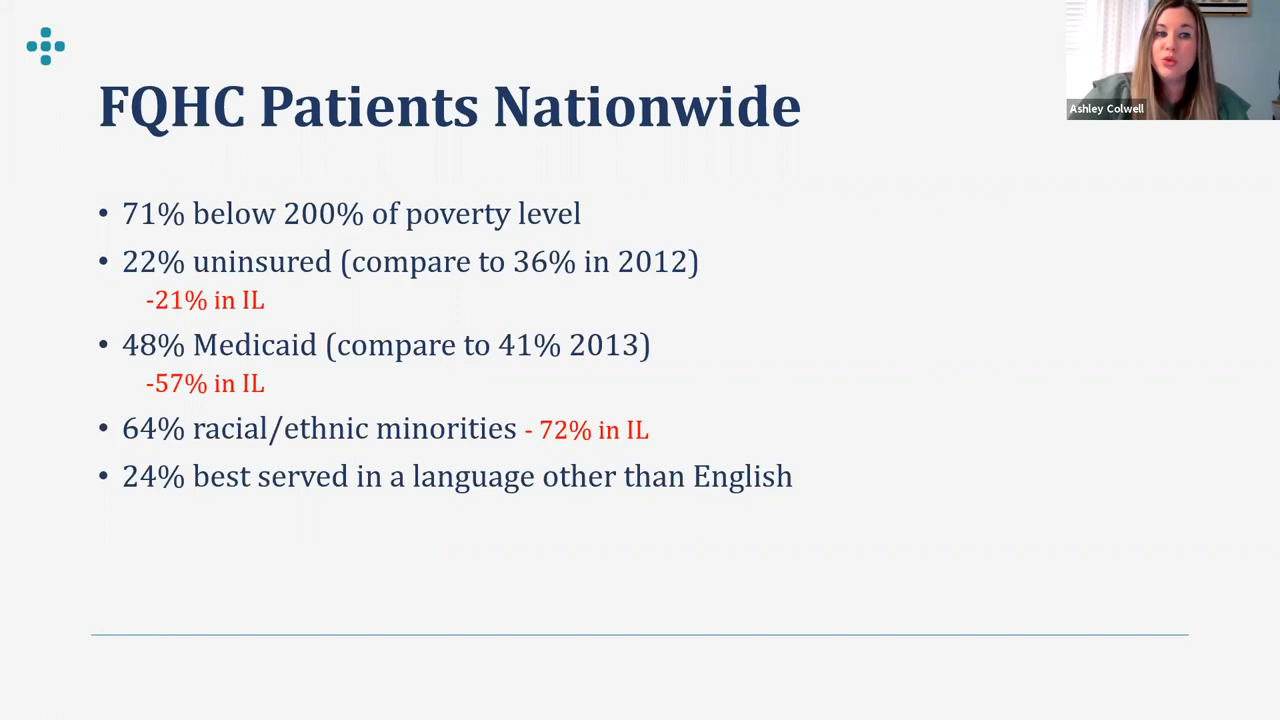 FQHC Patients Nationwide
Ashley Colwell
• 71% below 200% of poverty level
• 22% uninsured (compare to 36% in 2012)
-21% in IL
• 48% Medicaid (compare to 41% 2013)
-57% in IL
• 64% racial/ethnic minorities - 72% in IL
• 24% best served in a language other than English